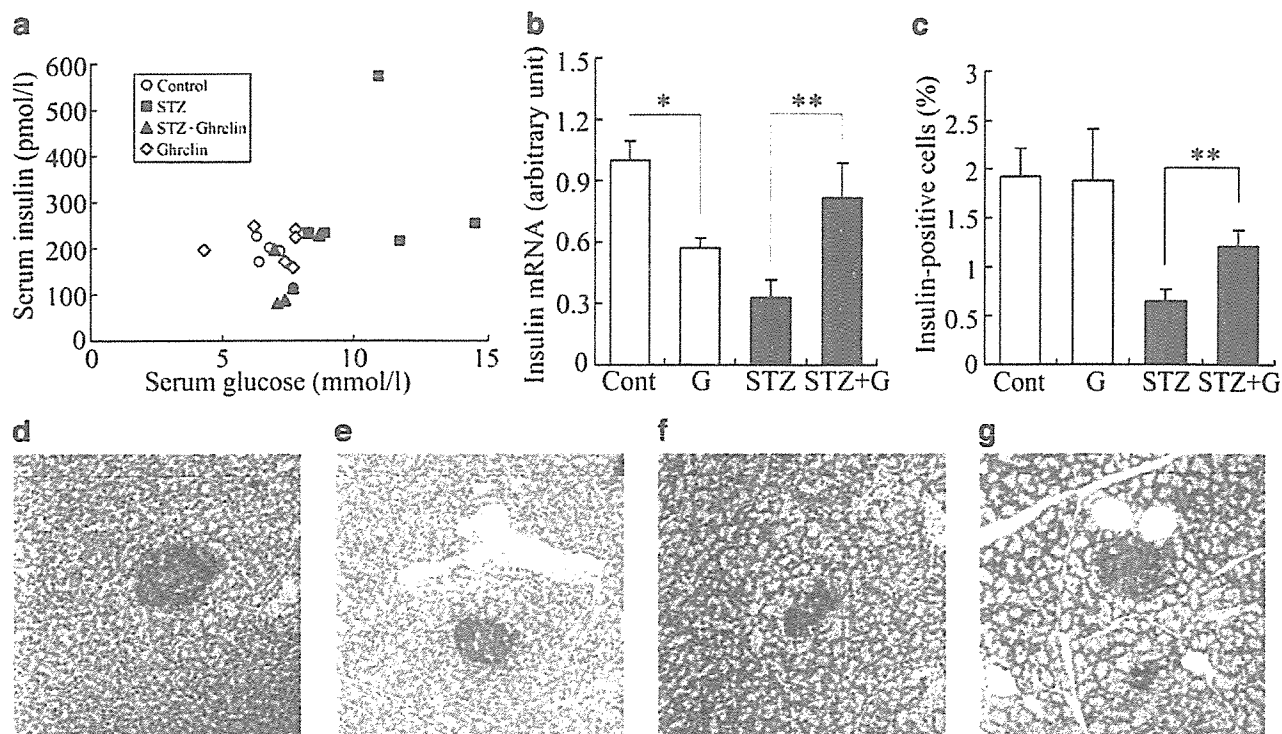 a
Serum insulin (pmol/l)
600
500
400
300
200
100
0
Control
STZ
STZ-Ghrelin
Ghrelin
0 5 10 15
Serum glucose (mmol/l)
b
Insulin mRNA (arbitrary unit)
1.5
1.2
0.9
0.6
0.3
0
*
**
Cont G STZ STZ+G
c
Insulin-positive cells (%)
3
2.5
2
1.5
1
0.5
0
**
Cont G STZ STZ+G
d
e
f
g